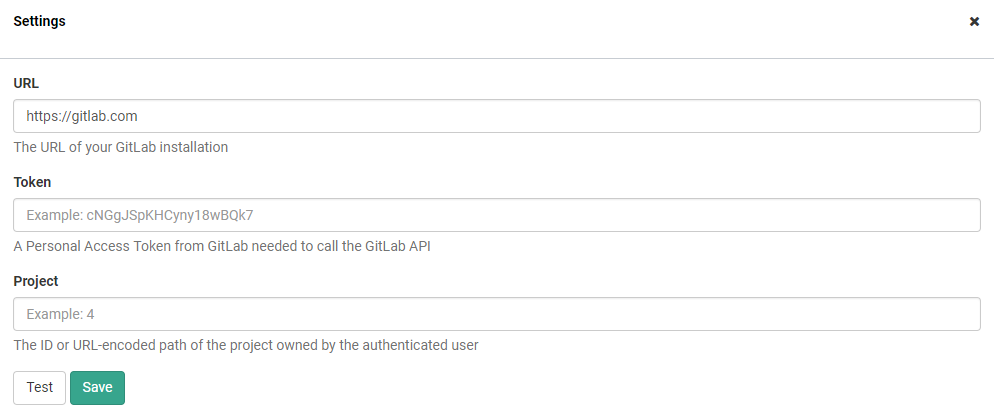 Settings
URL
https://gitlab.com
The URL of your GitLab installation
Token
Example: cNGgJSpKHCyny18wBQk7
A Personal Access Token from GitLab needed to call the GitLab API
Project
Example: 4
The ID or URL-encoded path of the project owned by the authenticated user
Test Save